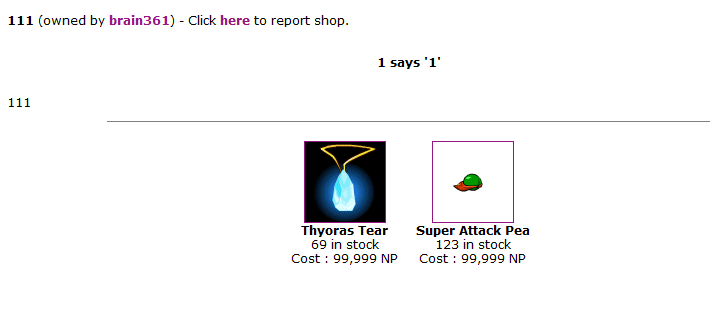 111 (owned by brain361) - Click here to report shop.
1 says '1'
111
Thyoras Tear
69 in stock
Cost : 99,999 NP
Super Attack Pea
123 in stock
Cost : 99,999 NP